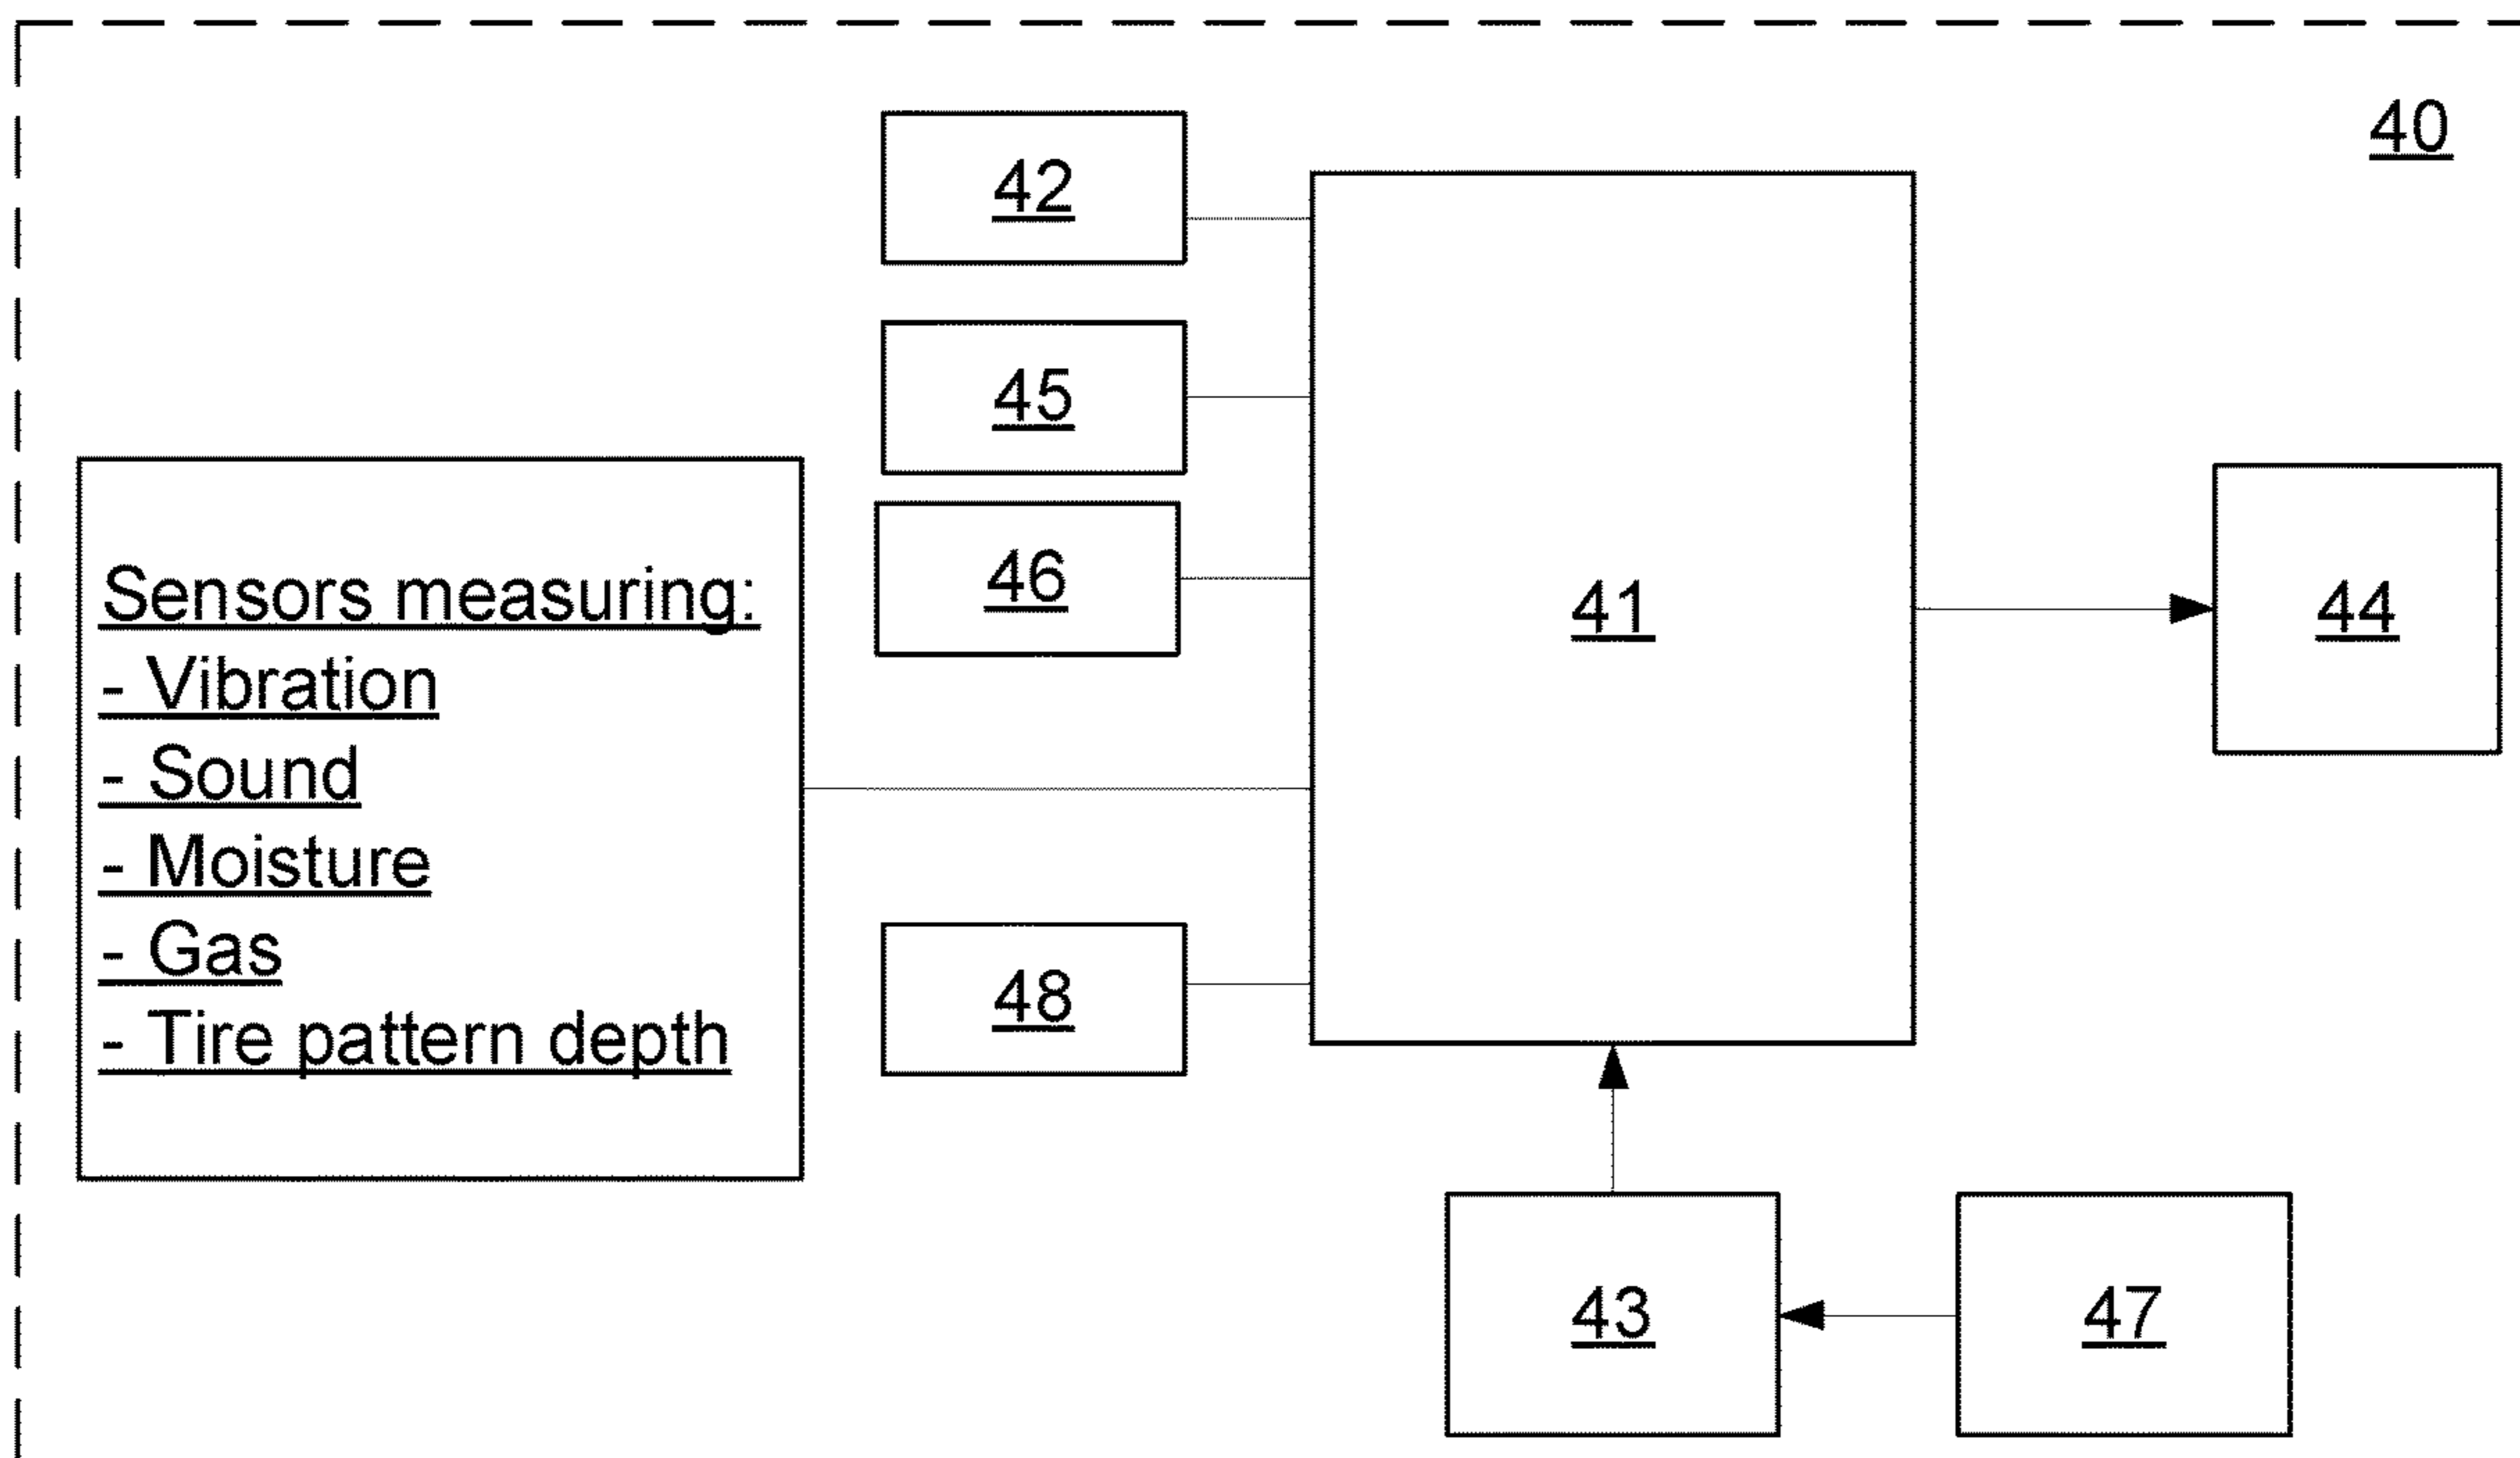 40
42
45
46
41
44
Sensors measuring:
- Vibration
- Sound
- Moisture
- Gas
- Tire pattern depth
48
43
47